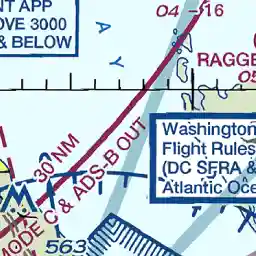 NT APP
OVE 3000
& BELOW
04 - 16
RAGGE
05
A
Y
Washington
Flight Rules
(DC SFRA &
Atlantic Oce
30 NM
MODE C & ADS-B OUT
563